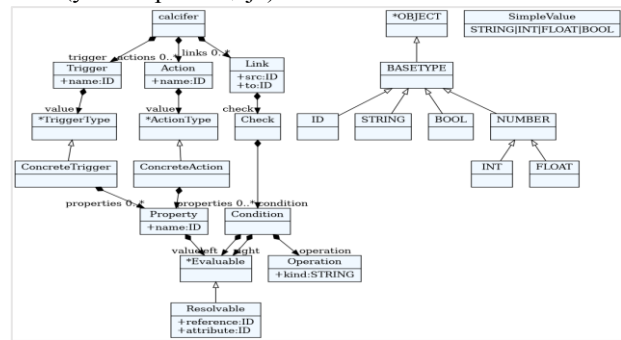 calcifer
*OBJECT
SimpleValue
STRING|INT|FLOAT|BOOL
trigger
actions 0..*
links 0..*
Trigger
+name:ID
Action
+name:ID
Link
+src:ID
+to:ID
BASETYPE
value
value
check
*TriggerType
*ActionType
Check
ID
STRING
BOOL
NUMBER
ConcreteTrigger
ConcreteAction
INT
FLOAT
properties 0..*
properties 0..*
condition
Property
+name:ID
Condition
value
left
right
operation
*Evaluable
Operation
+kind:STRING
Resolvable
+reference:ID
+attribute:ID